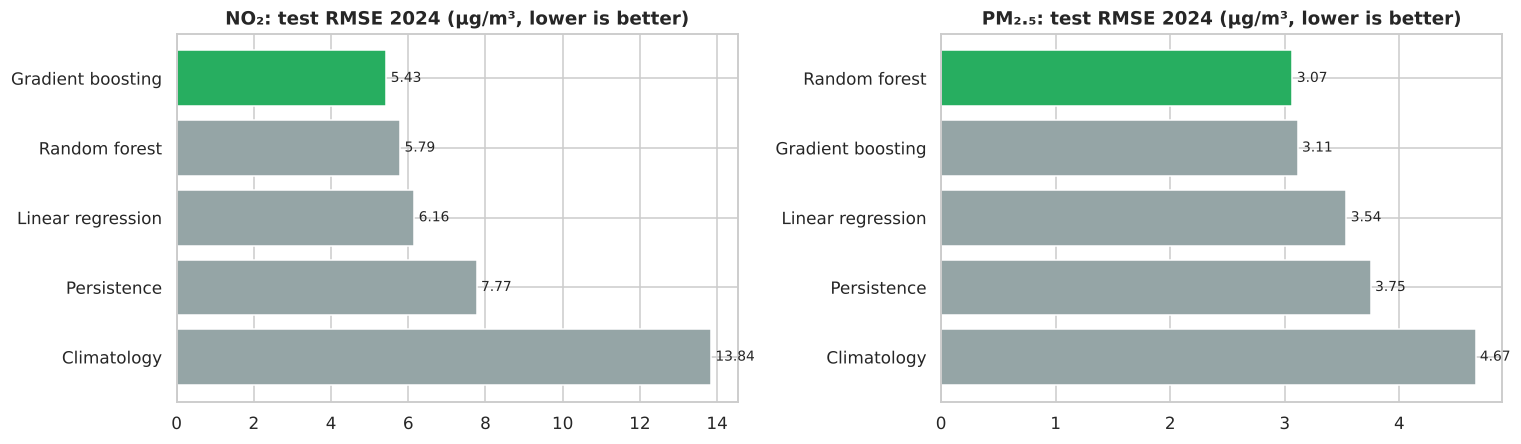 NO₂: test RMSE 2024 (µg/m³, lower is better)
Gradient boosting
5.43
Random forest
5.79
Linear regression
6.16
Persistence
7.77
Climatology
13.84
0 2 4 6 8 10 12 14
PM₂.₅: test RMSE 2024 (µg/m³, lower is better)
Random forest
3.07
Gradient boosting
3.11
Linear regression
3.54
Persistence
3.75
Climatology
4.67
0 1 2 3 4